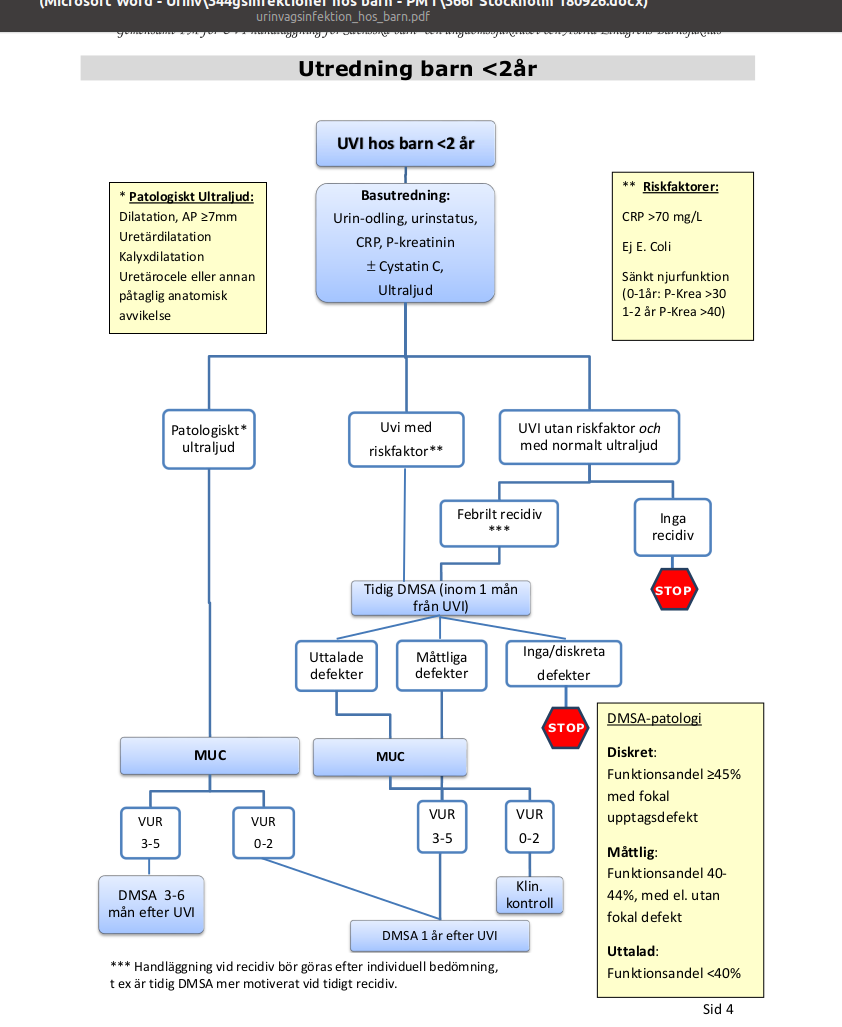 (Microsoft Word - Urinv\344gsinfektioner hos barn - PM f\366r Stockholm 180926.docx)
urinvagsinfektion_hos_barn.pdf
Utredning barn <2år
UVI hos barn <2 år
* Patologiskt Ultraljud:
Dilatation, AP ≥7mm
Uretärdilatation
Kalyxdilatation
Uretärocele eller annan
påtaglig anatomisk
avvikelse
Basutredning:
Urin-odling, urinstatus,
CRP, P-kreatinin
± Cystatin C,
Ultraljud
** Riskfaktorer:
CRP >70 mg/L
Ej E. Coli
Sänkt njurfunktion
(0-1år: P-Krea >30
1-2 år P-Krea >40)
Patologiskt*
ultraljud
Uvi med
riskfaktor**
UVI utan riskfaktor och
med normalt ultraljud
Febrilt recidiv
***
Inga
recidiv
STOP
Tidig DMSA (inom 1 mån
från UVI)
Uttalade
defekter
Måttliga
defekter
Inga/diskreta
defekter
STOP
MUC
MUC
VUR
3-5
VUR
0-2
VUR
3-5
VUR
0-2
DMSA 3-6
mån efter UVI
Klin.
kontroll
DMSA 1 år efter UVI
DMSA-patologi
Diskret:
Funktionsandel ≥45%
med fokal
upptagsdefekt
Måttlig:
Funktionsandel 40-
44%, med el. utan
fokal defekt
Uttalad:
Funktionsandel <40%
*** Handläggning vid recidiv bör göras efter individuell bedömning,
t ex är tidig DMSA mer motiverat vid tidigt recidiv.
Sid 4